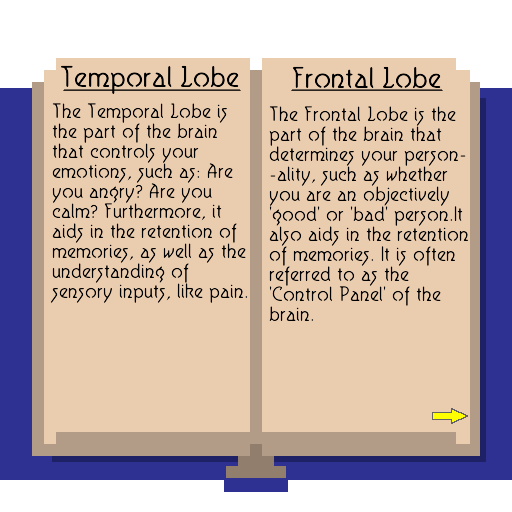 Temporal Lobe
The Temporal Lobe is
the part of the brain
that controls your
emotions, such as: Are
you angry? Are you
calm? Furthermore, it
aids in the retention of
memories, as well as the
understanding of
sensory inputs, like pain.
Frontal Lobe
The Frontal Lobe is the
part of the brain that
determines your person-
-ality, such as whether
you are an objectively
'good' or 'bad' person.It
also aids in the retention
of memories. It is often
referred to as the
'Control Panel' of the
brain.